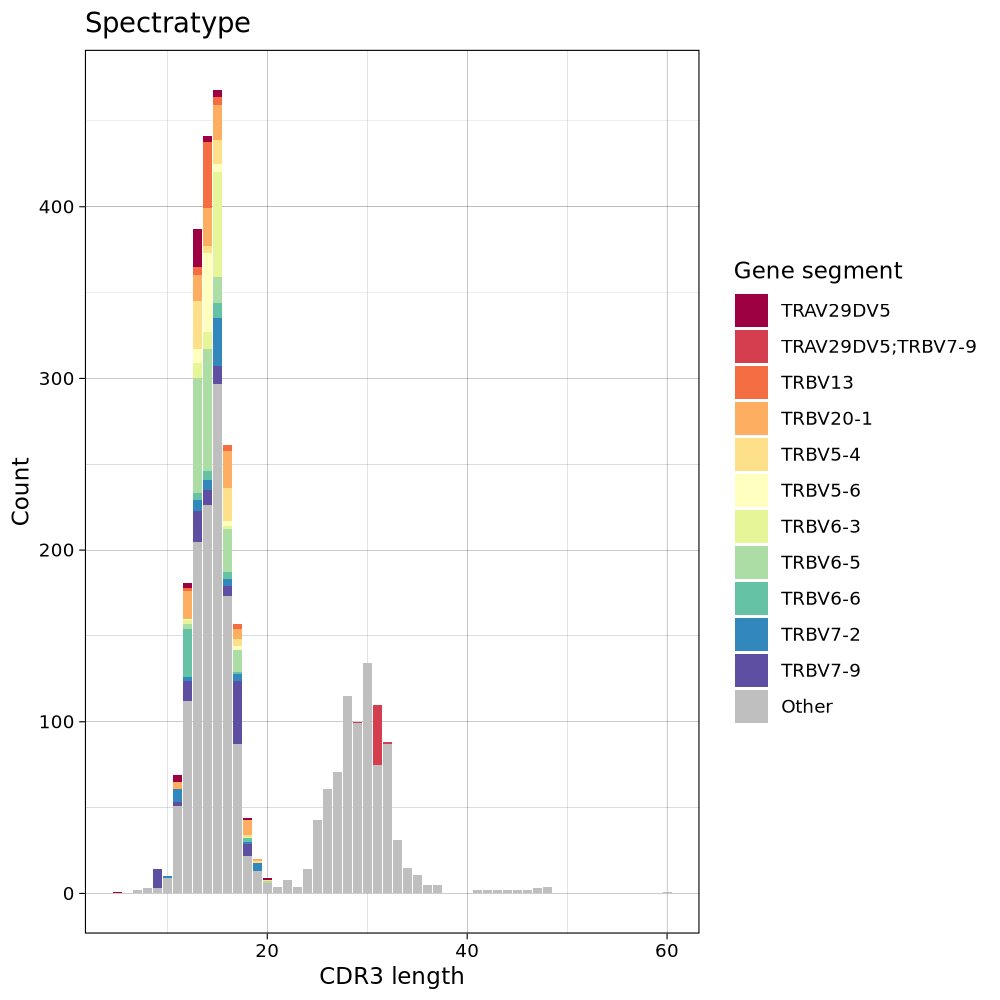 Spectratype
400
300
200
100
0
Count
20 40 60
CDR3 length
Gene segment
TRAV29DV5
TRAV29DV5;TRBV7-9
TRBV13
TRBV20-1
TRBV5-4
TRBV5-6
TRBV6-3
TRBV6-5
TRBV6-6
TRBV7-2
TRBV7-9
Other